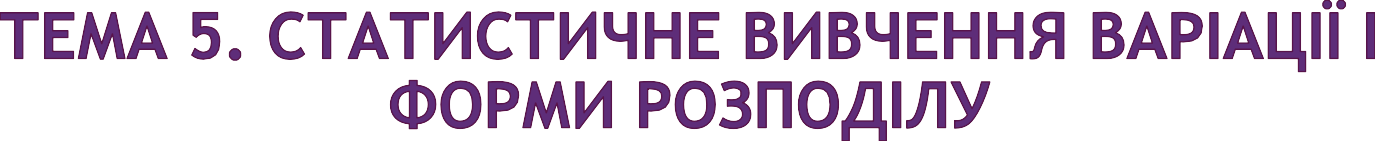 ТЕМА 5. СТАТИСТИЧНЕ ВИВЧЕННЯ ВАРІАЦІЇ І
ФОРМИ РОЗПОДІЛУ